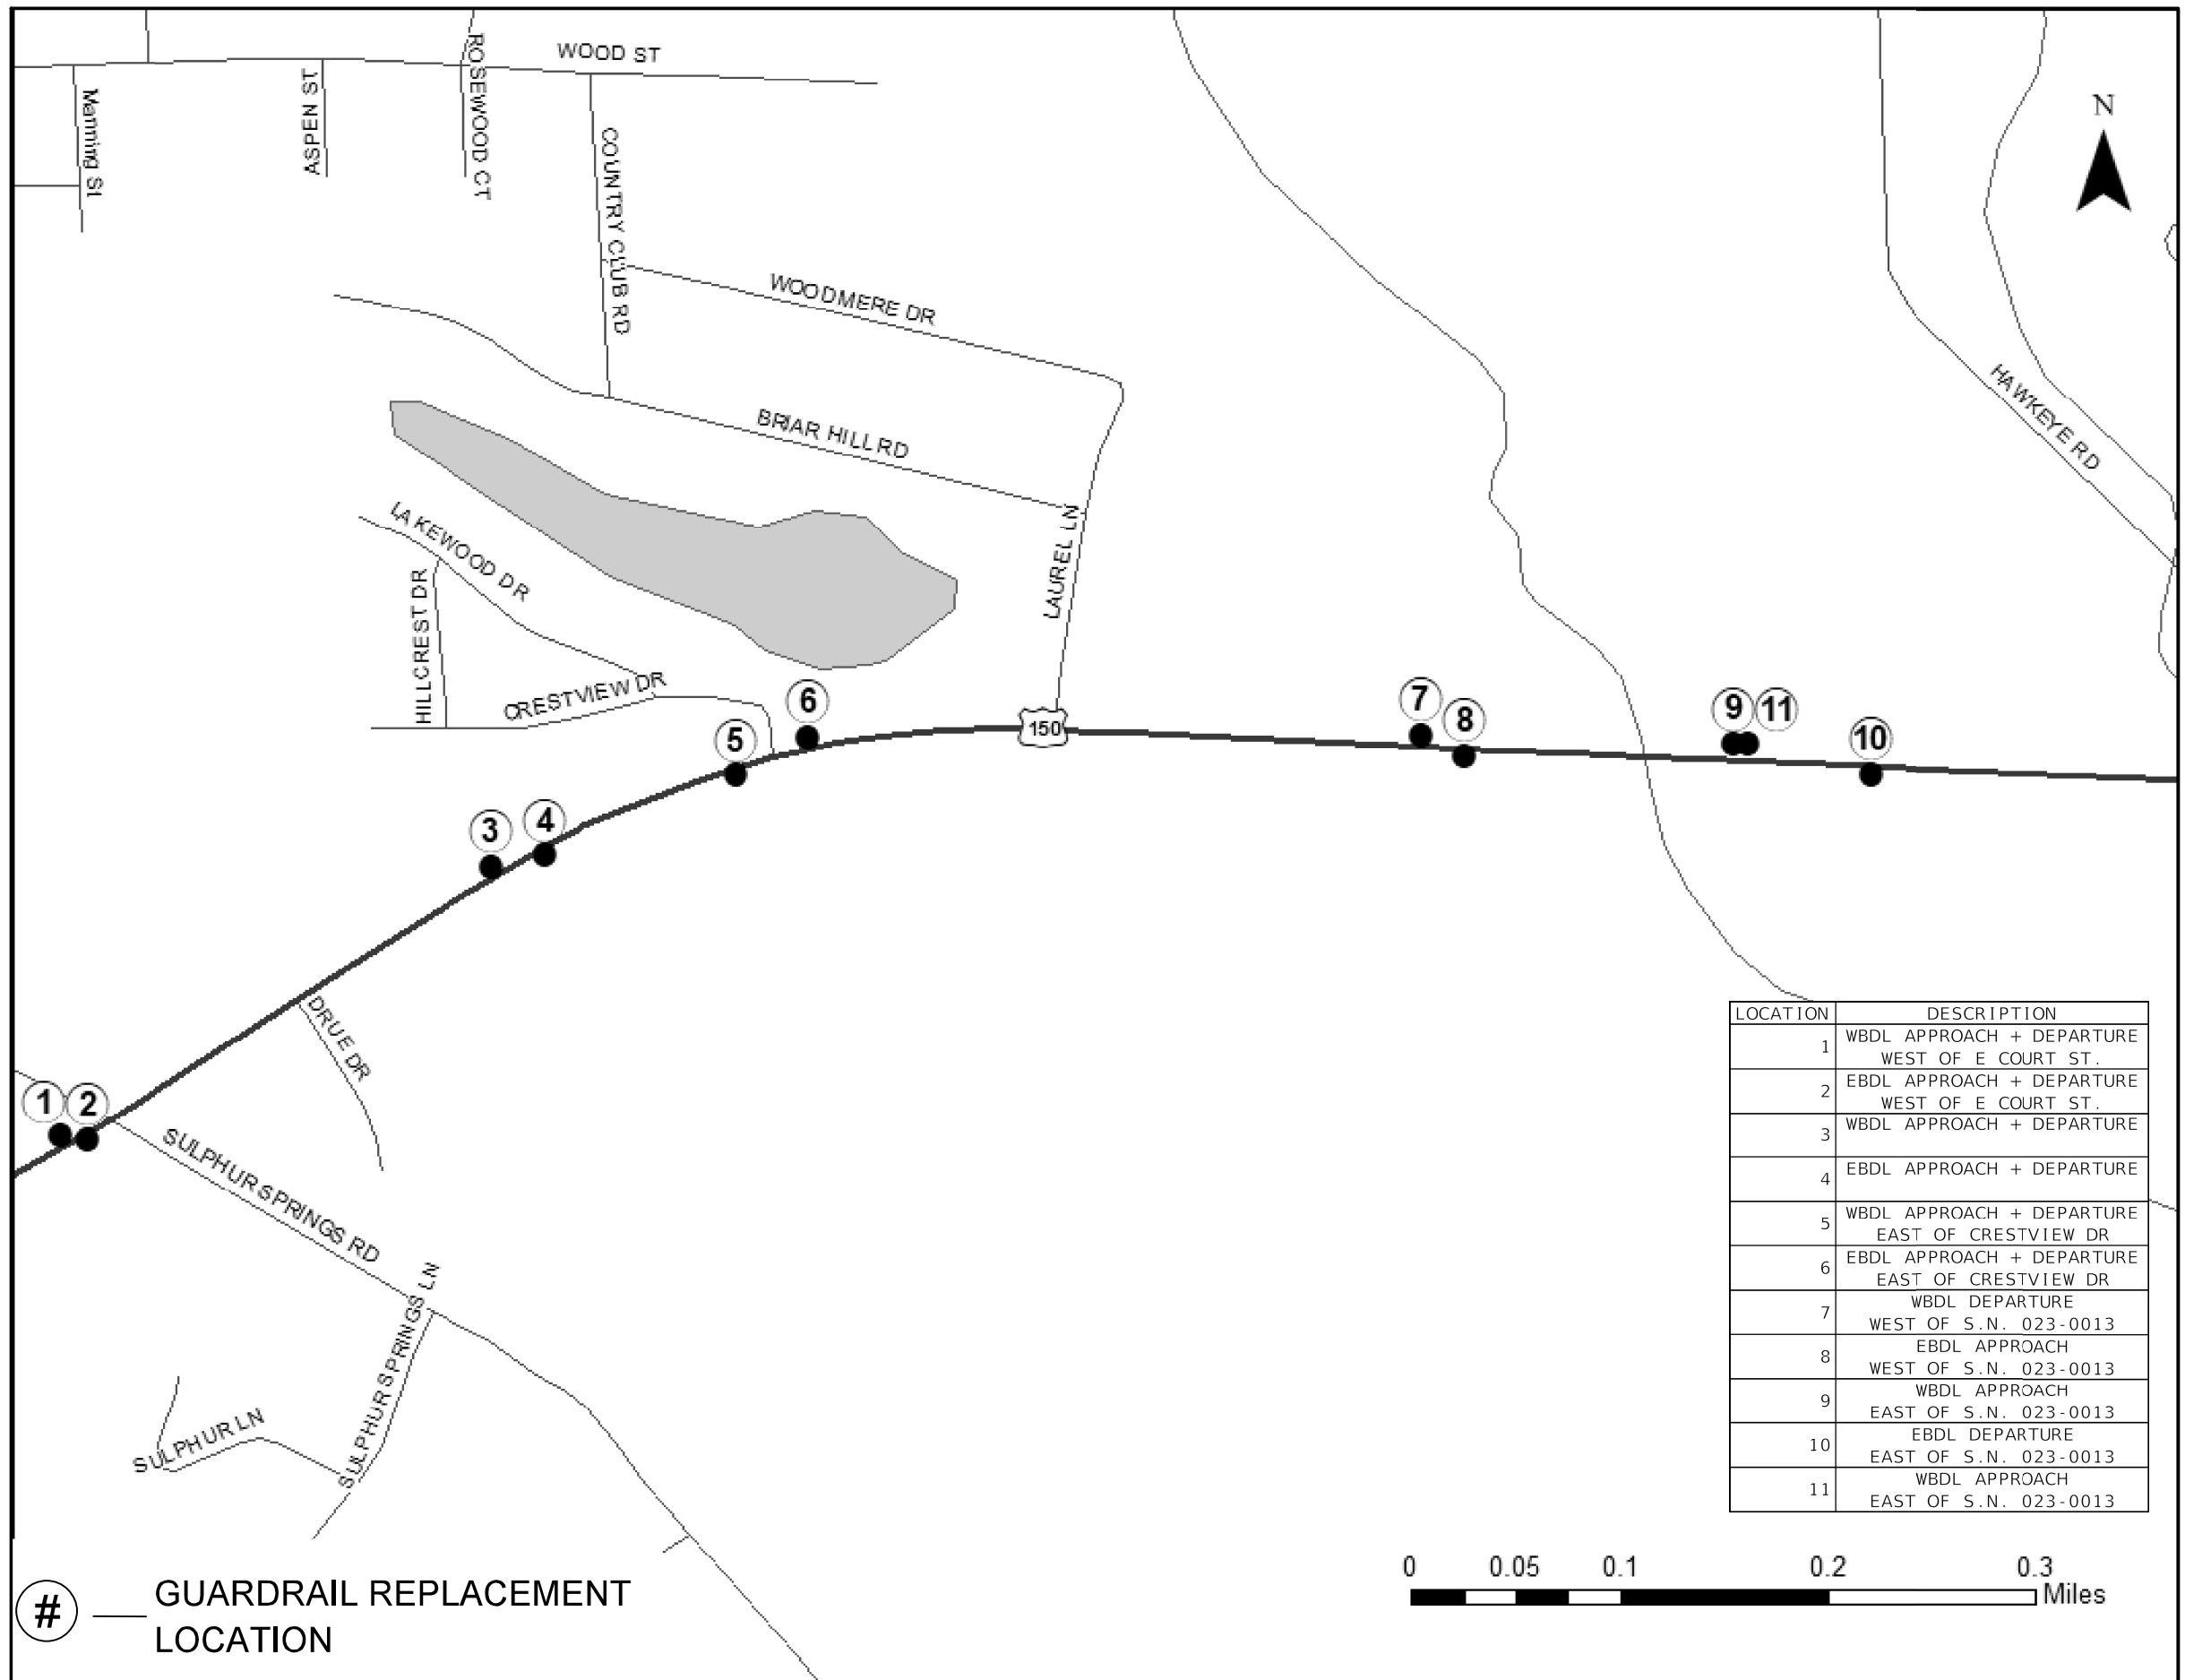 WOOD ST
ROSEWOOD CT
ASPEN ST
Manning St
COUNTRY CLUB RD
N
WOODMERE DR
HAWKEYE RD
BRIAR HILL RD
LAKEWOOD DR
LAUREL LN
HILLCREST DR
CRESTVIEW DR
6
7
8
9
11
10
5
150
3
4
DRUE DR
1
2
SULPHUR SPRINGS RD
SULPHUR SPRINGS LN
SULPHUR LN
LOCATION DESCRIPTION
1 WBDL APPROACH + DEPARTURE
WEST OF E COURT ST.
2 EBDL APPROACH + DEPARTURE
WEST OF E COURT ST.
3 WBDL APPROACH + DEPARTURE
4 EBDL APPROACH + DEPARTURE
5 WBDL APPROACH + DEPARTURE
EAST OF CRESTVIEW DR
6 EBDL APPROACH + DEPARTURE
EAST OF CRESTVIEW DR
7 WBDL DEPARTURE
WEST OF S.N. 023-0013
8 EBDL APPROACH
WEST OF S.N. 023-0013
9 WBDL APPROACH
EAST OF S.N. 023-0013
10 EBDL DEPARTURE
EAST OF S.N. 023-0013
11 WBDL APPROACH
EAST OF S.N. 023-0013
# GUARDRAIL REPLACEMENT
LOCATION
0 0.05 0.1 0.2 0.3
Miles